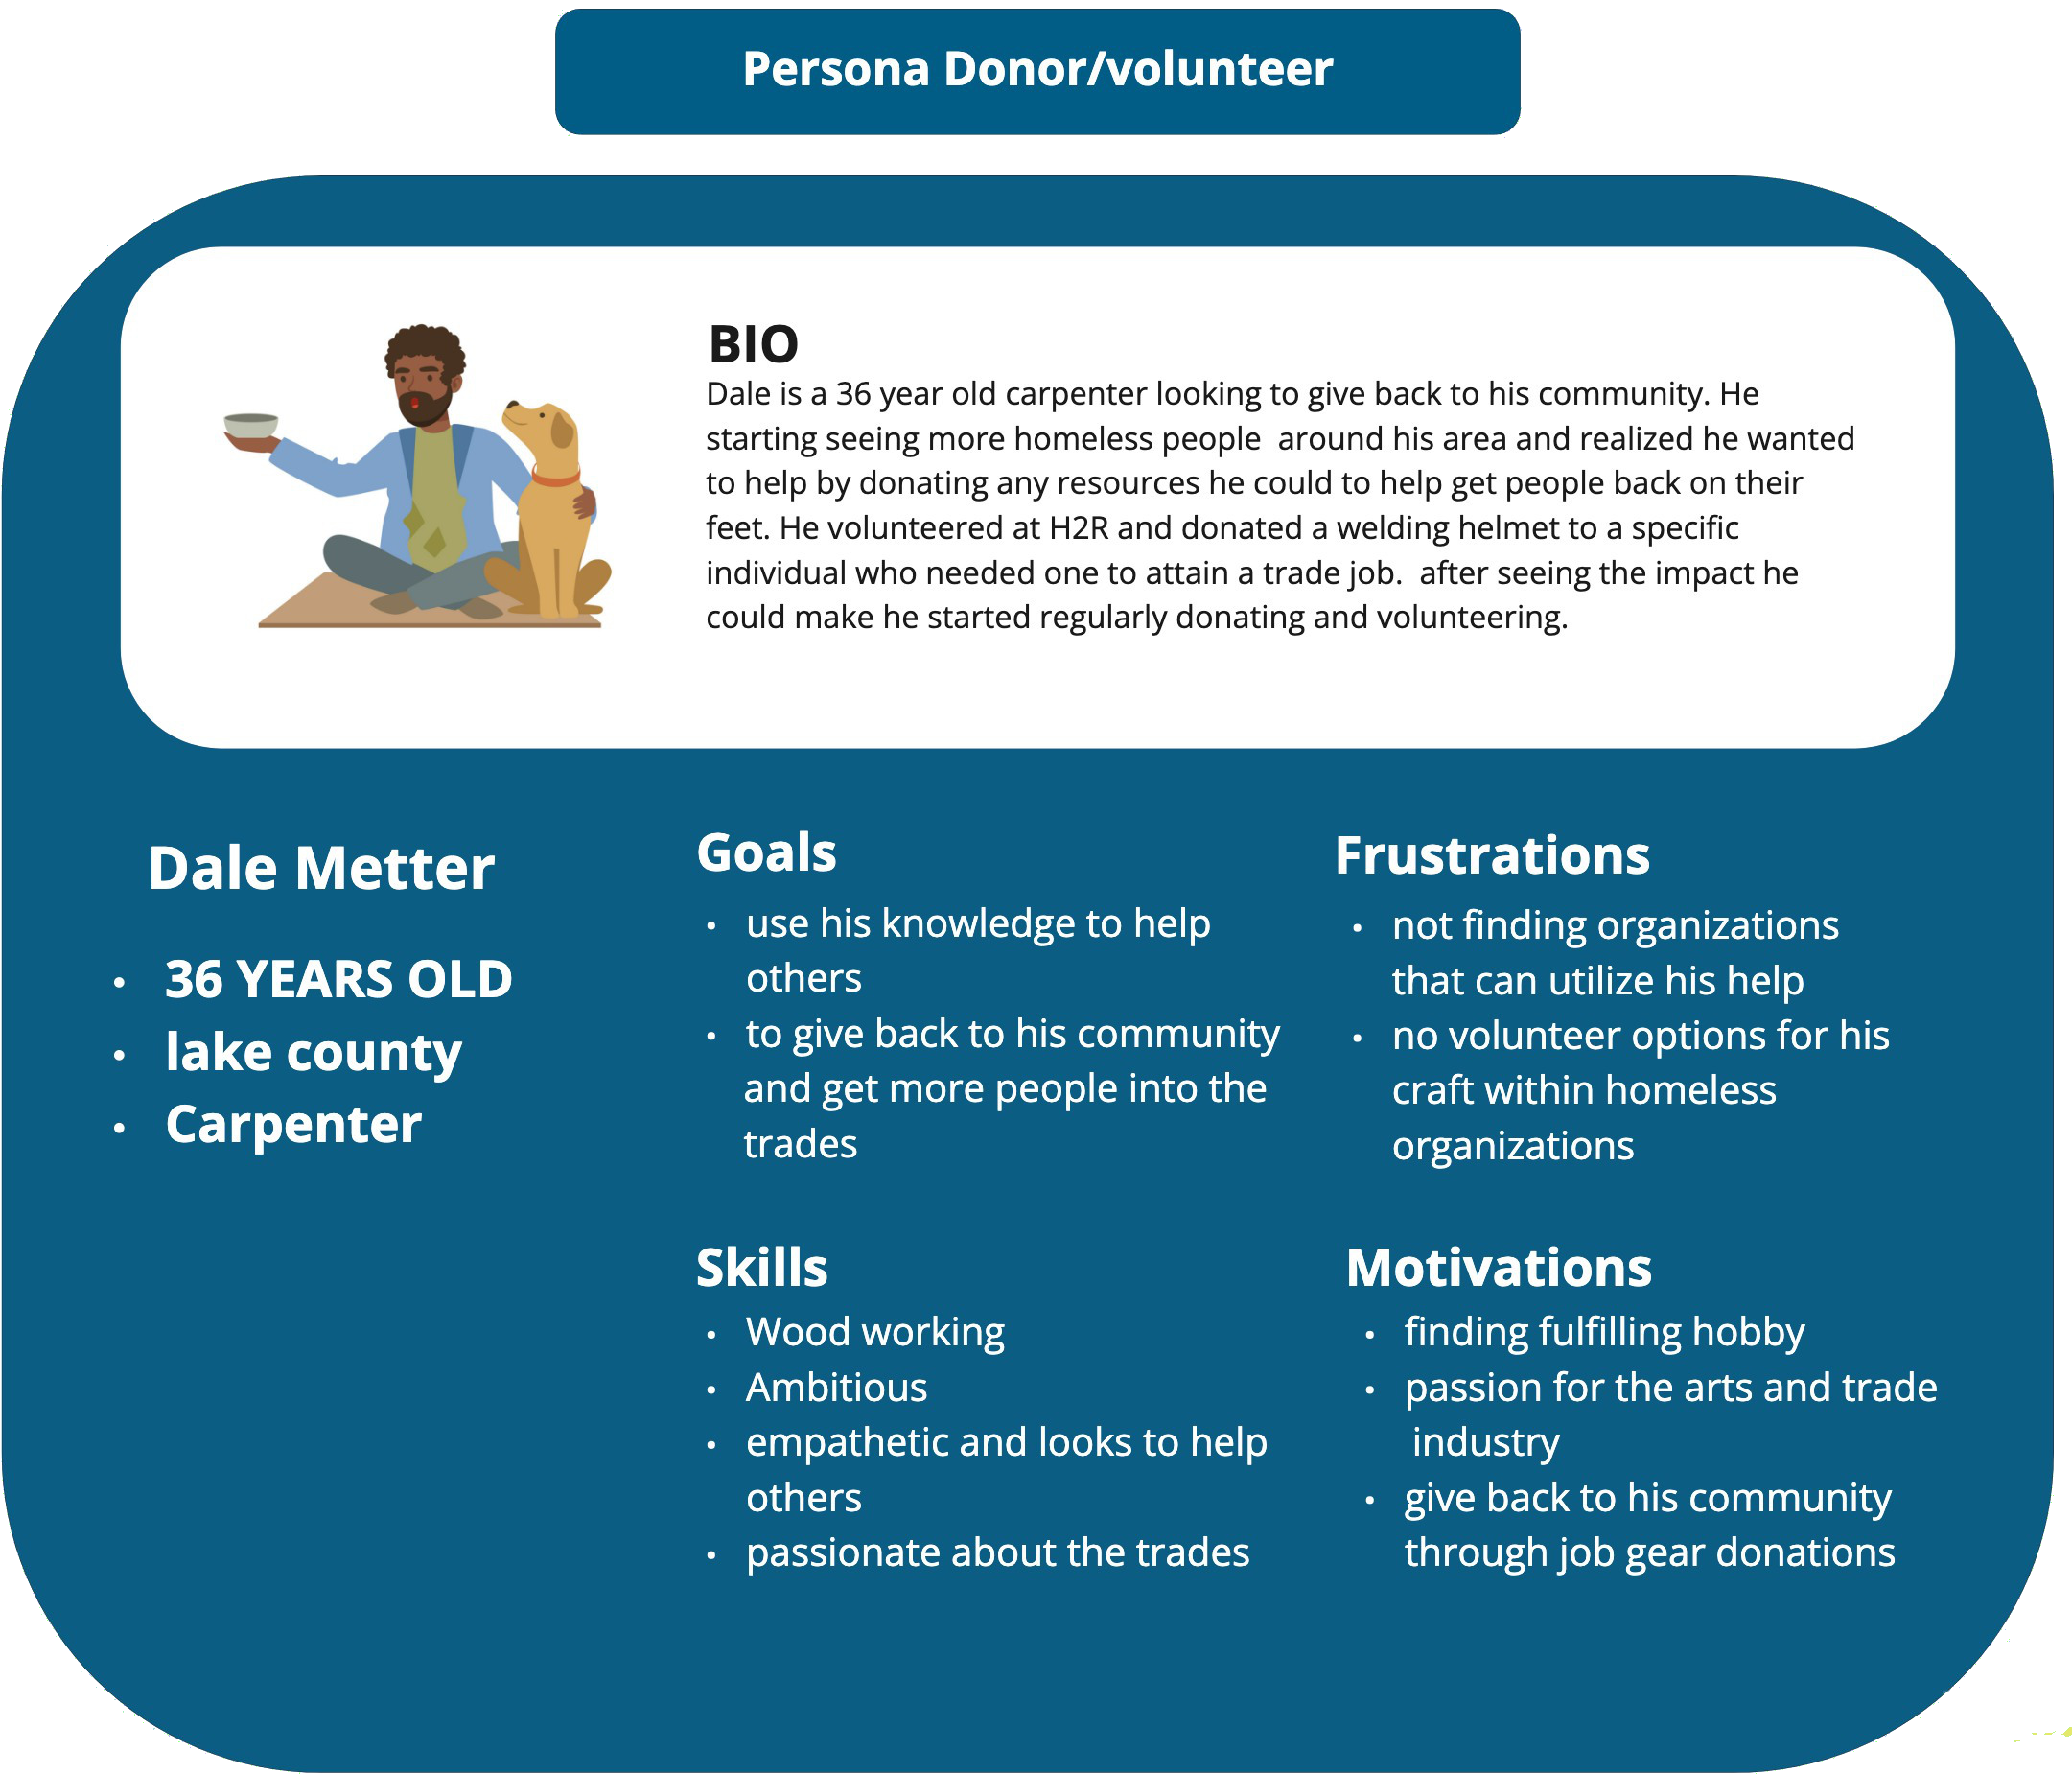 Persona Donor/volunteer
BIO
Dale is a 36 year old carpenter looking to give back to his community. He
starting seeing more homeless people  around his area and realized he wanted
to help by donating any resources he could to help get people back on their
feet. He volunteered at H2R and donated a welding helmet to a specific
individual who needed one to attain a trade job.  after seeing the impact he
could make he started regularly donating and volunteering.
Dale Metter
• 36 YEARS OLD
• lake county
• Carpenter
Goals
• use his knowledge to help
others
• to give back to his community
and get more people into the
trades
Frustrations
• not finding organizations
that can utilize his help
• no volunteer options for his
craft within homeless
organizations
Skills
• Wood working
• Ambitious
• empathetic and looks to help
others
• passionate about the trades
Motivations
• finding fulfilling hobby
• passion for the arts and trade
industry
• give back to his community
through job gear donations